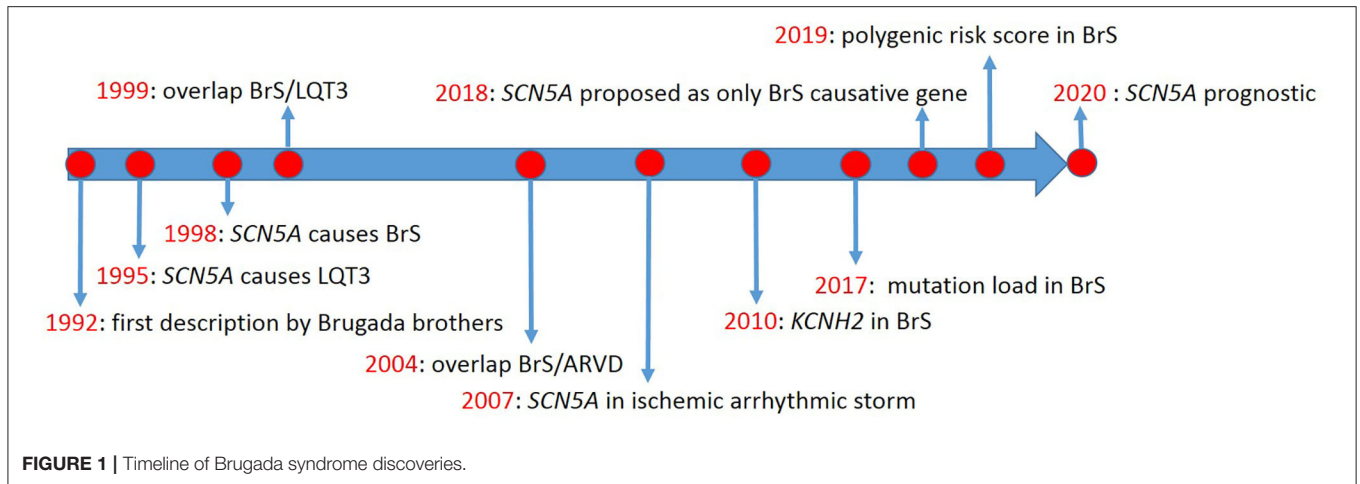 2019: polygenic risk score in BrS
1999: overlap BrS/LQT3
2018: SCN5A proposed as only BrS causative gene
2020 : SCN5A prognostic
1998: SCN5A causes BrS
1995: SCN5A causes LQT3
2017:  mutation load in BrS
1992: first description by Brugada brothers
2010: KCNH2 in BrS
2004: overlap BrS/ARVD
2007: SCN5A in ischemic arrhythmic storm
FIGURE 1 | Timeline of Brugada syndrome discoveries.